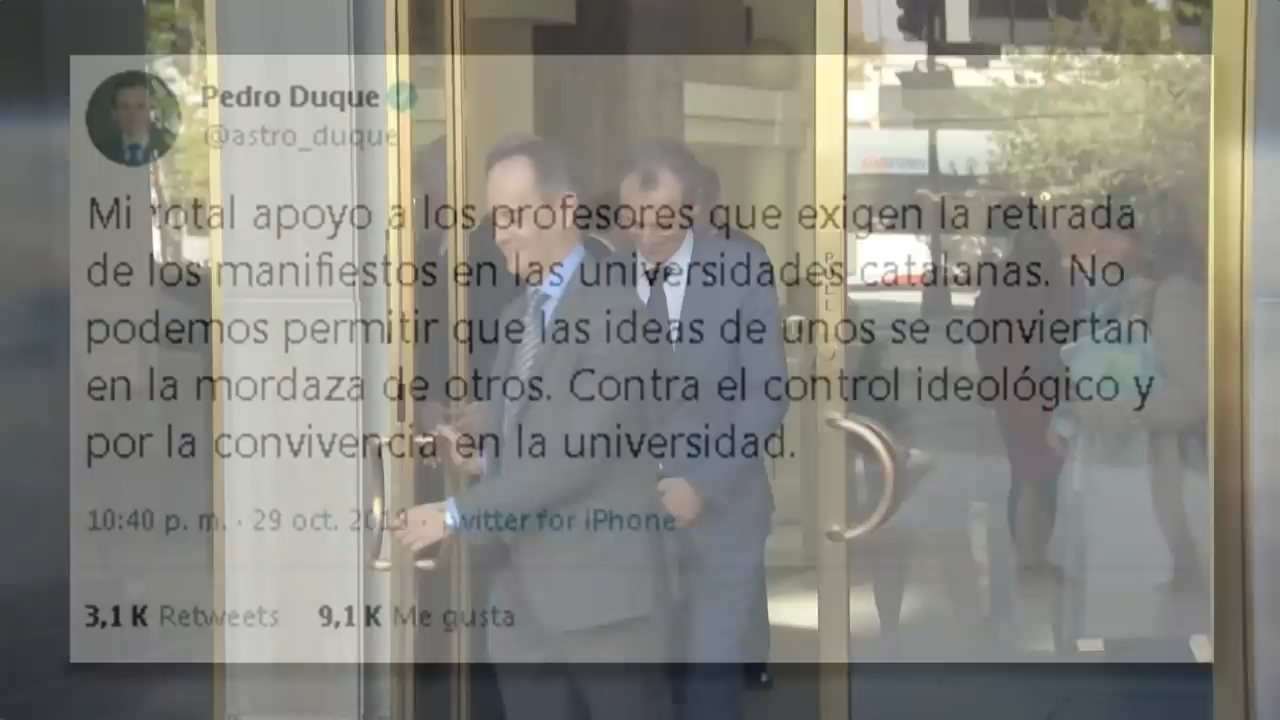 Pedro Duque
@astro_duque
Mi total apoyo a los profesores que exigen la retirada
de los manifiestos en las universidades catalanas. No
podemos permitir que las ideas de unos se conviertan
en la mordaza de otros. Contra el control ideológico y
por la convivencia en la universidad.
10:40 p. m. · 29 oct. 2019 · Twitter for iPhone
3,1 K Retweets 9,1 K Me gusta